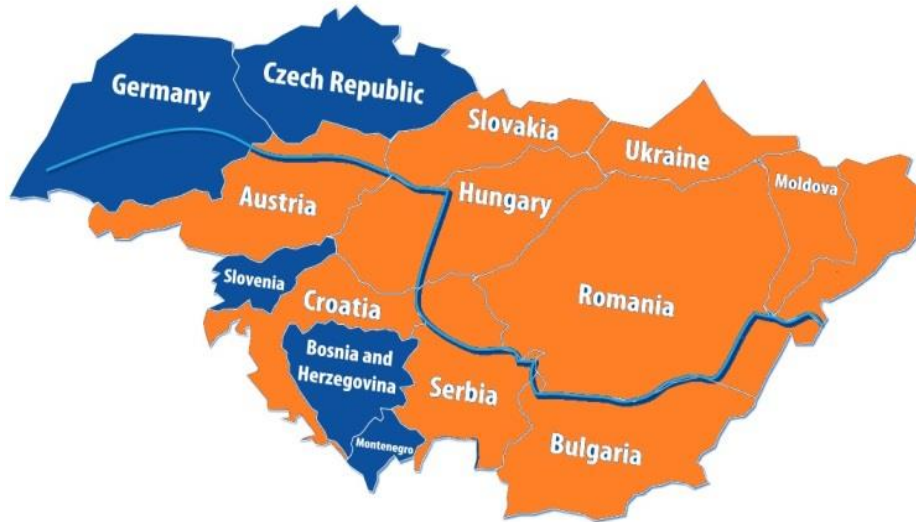 Germany
Czech Republic
Slovakia
Ukraine
Moldova
Austria
Hungary
Slovenia
Croatia
Romania
Bosnia and
Herzegovina
Serbia
Montenegro
Bulgaria